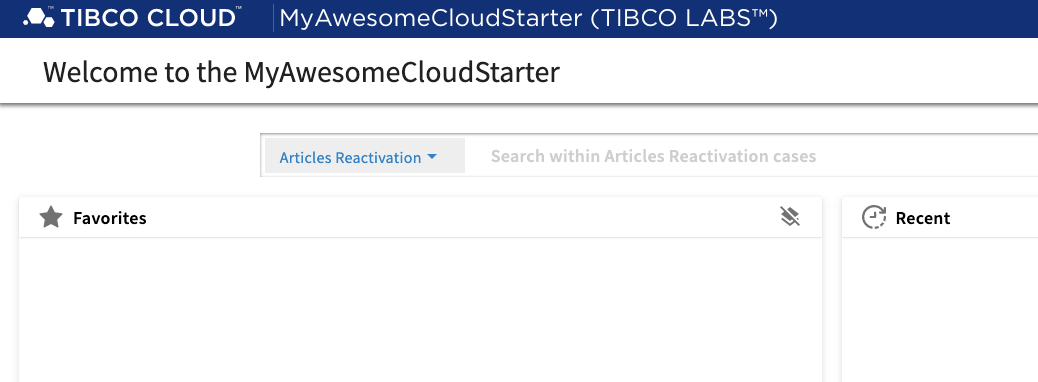 TIBCO CLOUD™ MyAwesomeCloudStarter (TIBCO LABS™)
Welcome to the MyAwesomeCloudStarter
Articles Reactivation Search within Articles Reactivation cases
Favorites Recent